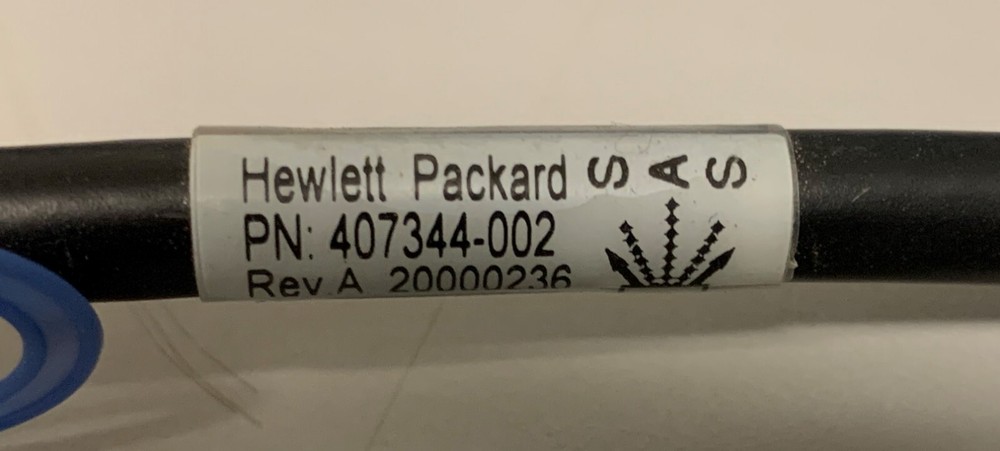 Hewlett Packard
PN: 407344-002
Rev A 20000236
SAS